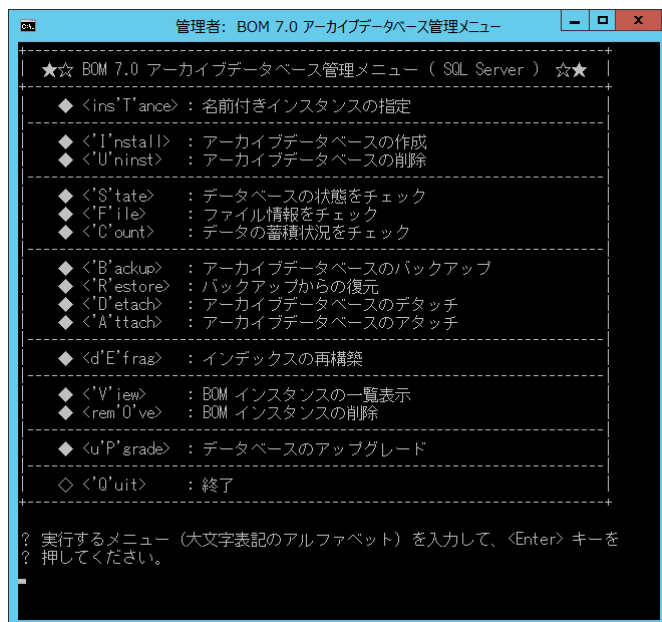 管理者: BOM 7.0 アーカイブデータベース管理メニュー
★☆ BOM 7.0 アーカイブデータベース管理メニュー ( SQL Server ) ☆★
◆ <ins'T'ance> : 名前付きインスタンスの指定
◆ <'I'nstall> : アーカイブデータベースの作成
◆ <'U'ninst> : アーカイブデータベースの削除
◆ <'S'tate> : データベースの状態をチェック
◆ <'F'ile> : ファイル情報をチェック
◆ <'C'ount> : データの蓄積状況をチェック
◆ <'B'ackup> : アーカイブデータベースのバックアップ
◆ <'R'estore> : バックアップからの復元
◆ <'D'etach> : アーカイブデータベースのデタッチ
◆ <'A'ttach> : アーカイブデータベースのアタッチ
◆ <d'E'frag> : インデックスの再構築
◆ <'V'iew> : BOM インスタンスの一覧表示
◆ <rem'O've> : BOM インスタンスの削除
◆ <u'P'grade> : データベースのアップグレード
◇ <'Q'uit> : 終了
? 実行するメニュー (大文字表記のアルファベット) を入力して、<Enter> キーを
? 押してください。